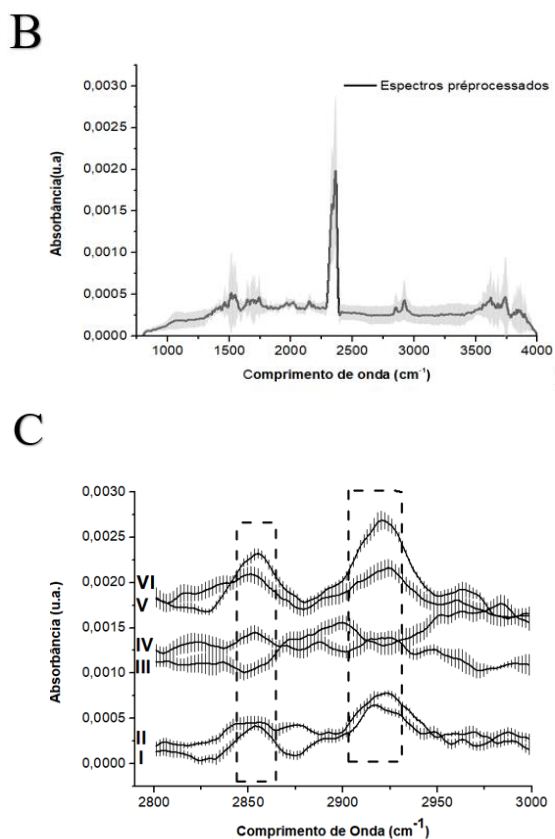 B
0,0030
0,0025
0,0020
0,0015
0,0010
0,0005
0,0000
Absorbância(u.a)
Espectros préprocessados
1000 1500 2000 2500 3000 3500 4000
Comprimento de onda (cm⁻¹)
C
0,0030
0,0025
0,0020
0,0015
0,0010
0,0005
0,0000
Absorbância (u.a.)
VI
V
IV
III
II
I
2800 2850 2900 2950 3000
Comprimento de Onda (cm⁻¹)